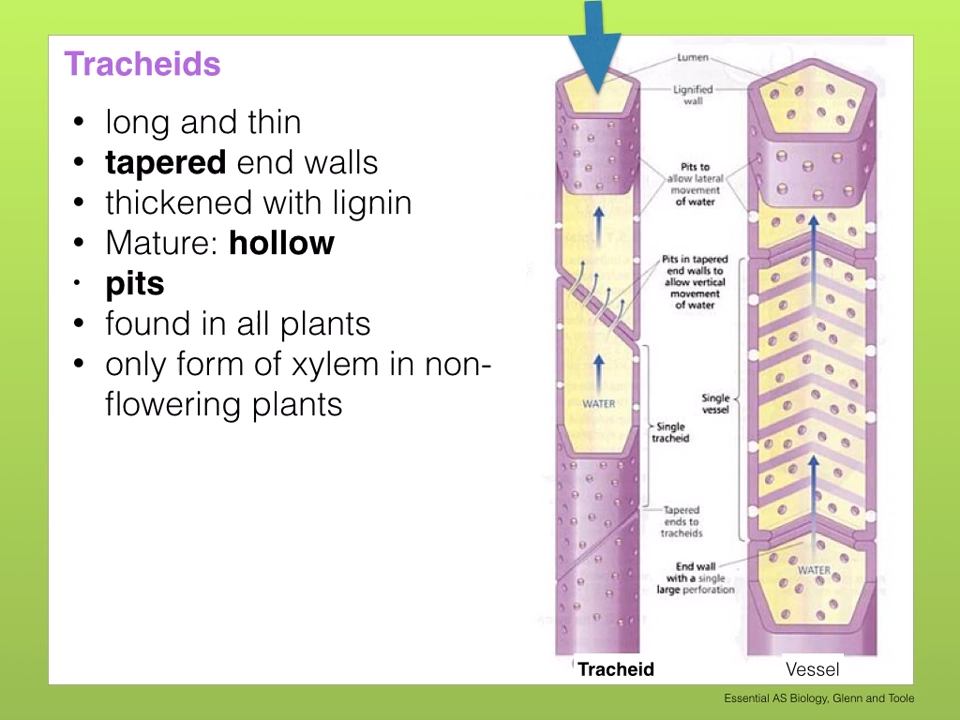 Tracheids
• long and thin
• tapered end walls
• thickened with lignin
• Mature: hollow
• pits
• found in all plants
• only form of xylem in non-
flowering plants
Lumen
Lignified
wall
Pits to
allow lateral
movement
of water
Pits in tapered
end walls to
allow vertical
movement
of water
WATER
Single
vessel
Single
tracheid
Tapered
ends to
tracheids
End wall
with a single
large perforation
WATER
Tracheid
Vessel
Essential AS Biology, Glenn and Toole